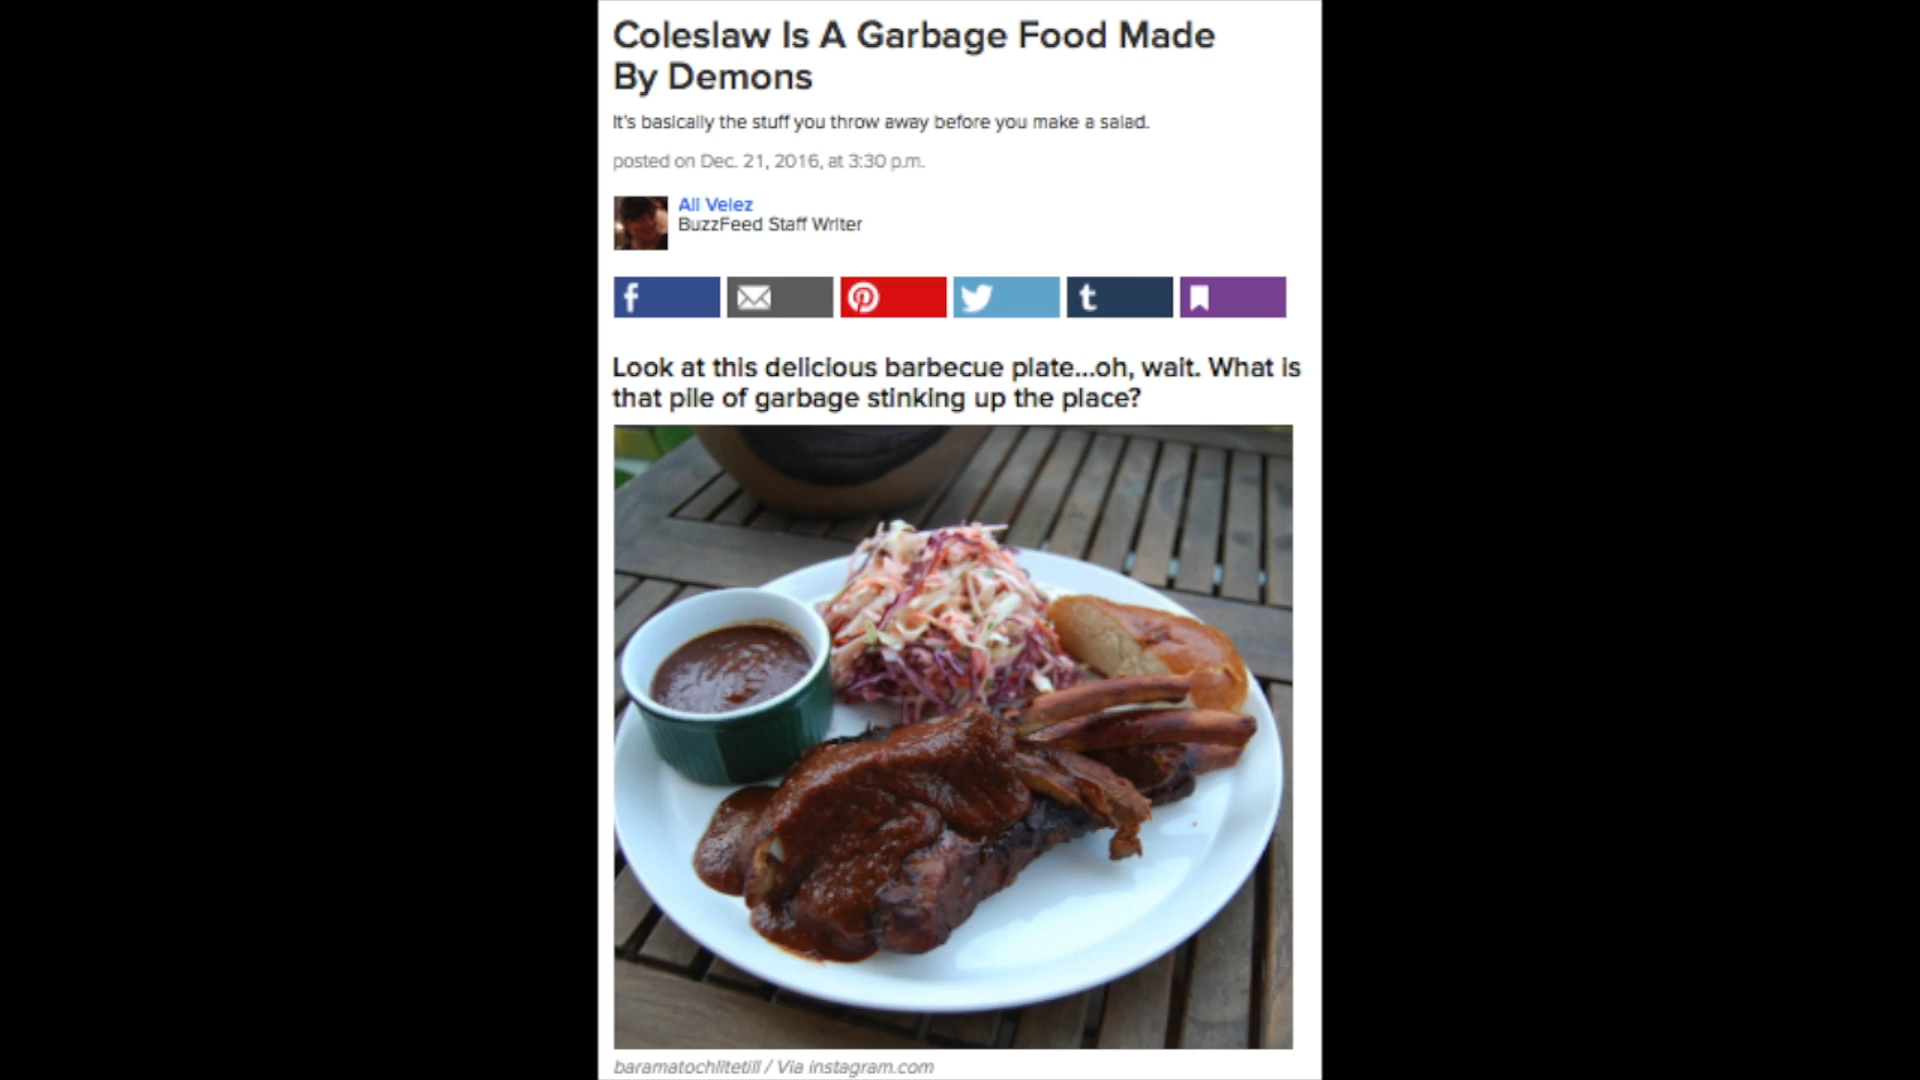 Coleslaw Is A Garbage Food Made
By Demons
It's basically the stuff you throw away before you make a salad.
posted on Dec. 21, 2016, at 3:30 p.m.
Ali Velez
BuzzFeed Staff Writer
f
t
Look at this delicious barbecue plate...oh, wait. What is
that pile of garbage stinking up the place?
baramatochlitetill / Via instagram.com